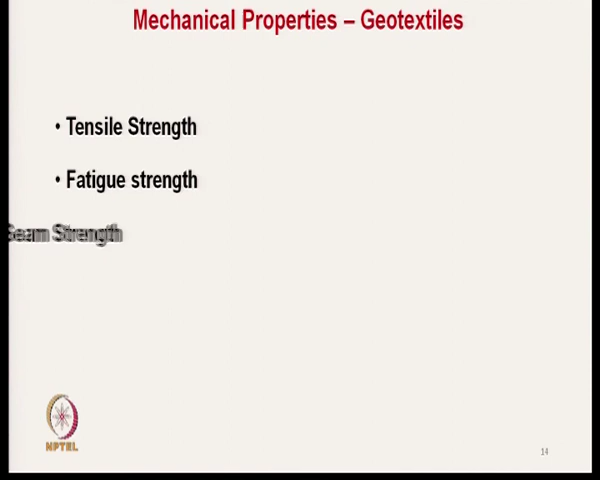 Mechanical Properties – Geotextiles
• Tensile Strength
• Fatigue strength
Seam Strength
NPTEL
14